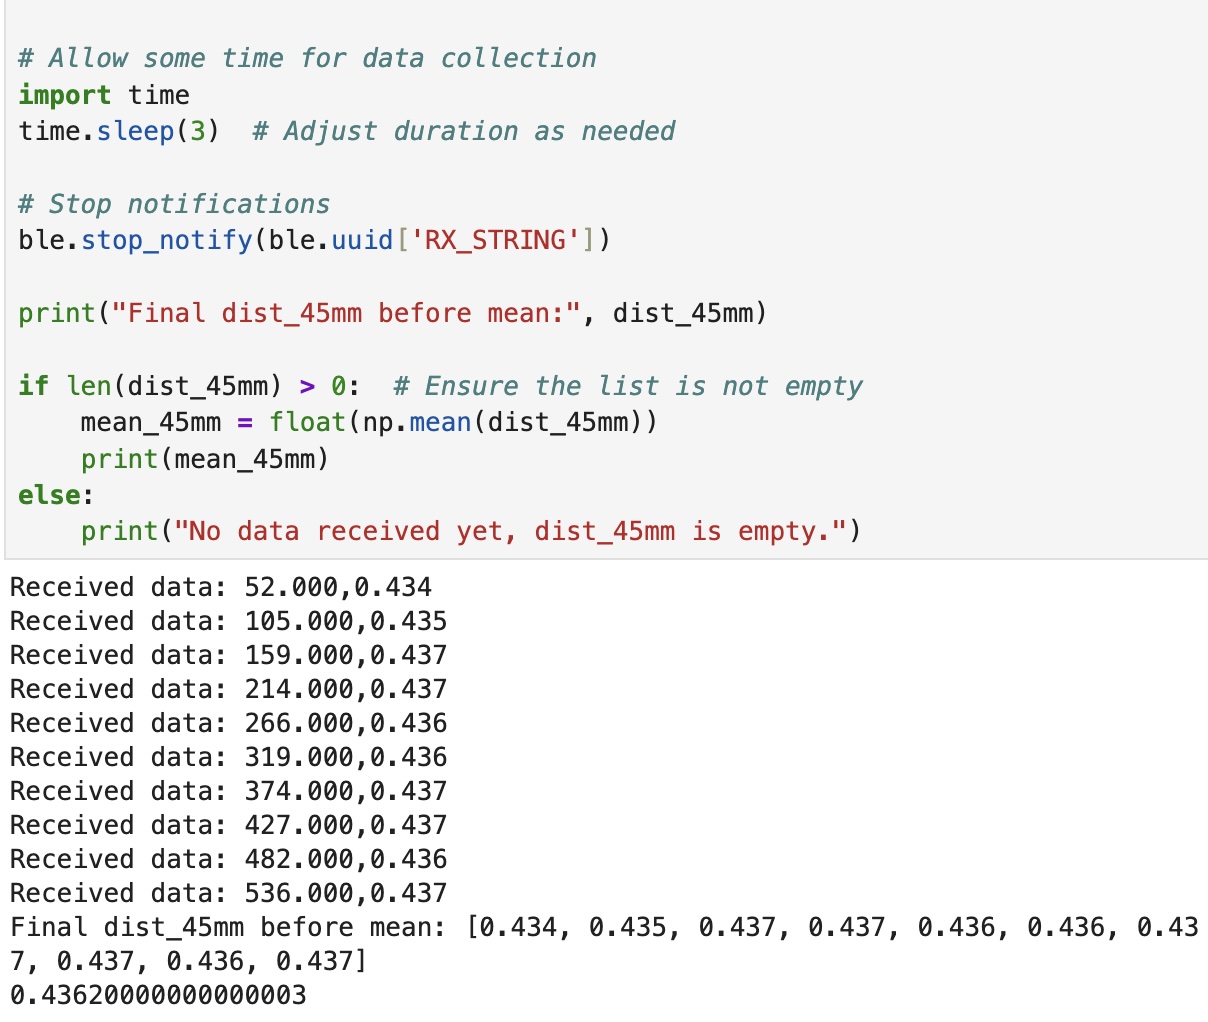 # Allow some time for data collection
import time
time.sleep(3)  # Adjust duration as needed

# Stop notifications
ble.stop_notify(ble.uuid['RX_STRING'])

print("Final dist_45mm before mean:", dist_45mm)

if len(dist_45mm) > 0:  # Ensure the list is not empty
    mean_45mm = float(np.mean(dist_45mm))
    print(mean_45mm)
else:
    print("No data received yet, dist_45mm is empty.")
Received data: 52.000,0.434
Received data: 105.000,0.435
Received data: 159.000,0.437
Received data: 214.000,0.437
Received data: 266.000,0.436
Received data: 319.000,0.436
Received data: 374.000,0.437
Received data: 427.000,0.437
Received data: 482.000,0.436
Received data: 536.000,0.437
Final dist_45mm before mean: [0.434, 0.435, 0.437, 0.437, 0.436, 0.436, 0.43
7, 0.437, 0.436, 0.437]
0.43620000000000003